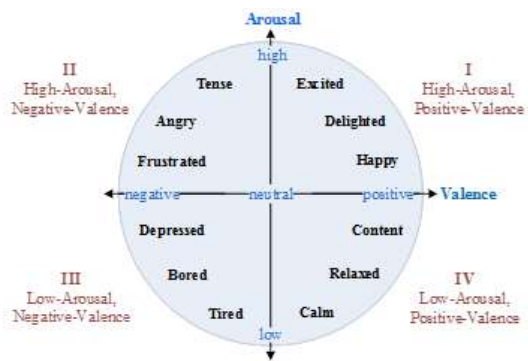 Arousal
high
II
High-Arousal,
Negative-Valence
I
High-Arousal,
Positive-Valence
Tense
Excited
Angry
Delighted
Frustrated
Happy
negative
neutral
positive
Valence
Depressed
Content
Bored
Relaxed
Tired
Calm
III
Low-Arousal,
Negative-Valence
IV
Low-Arousal,
Positive-Valence
low